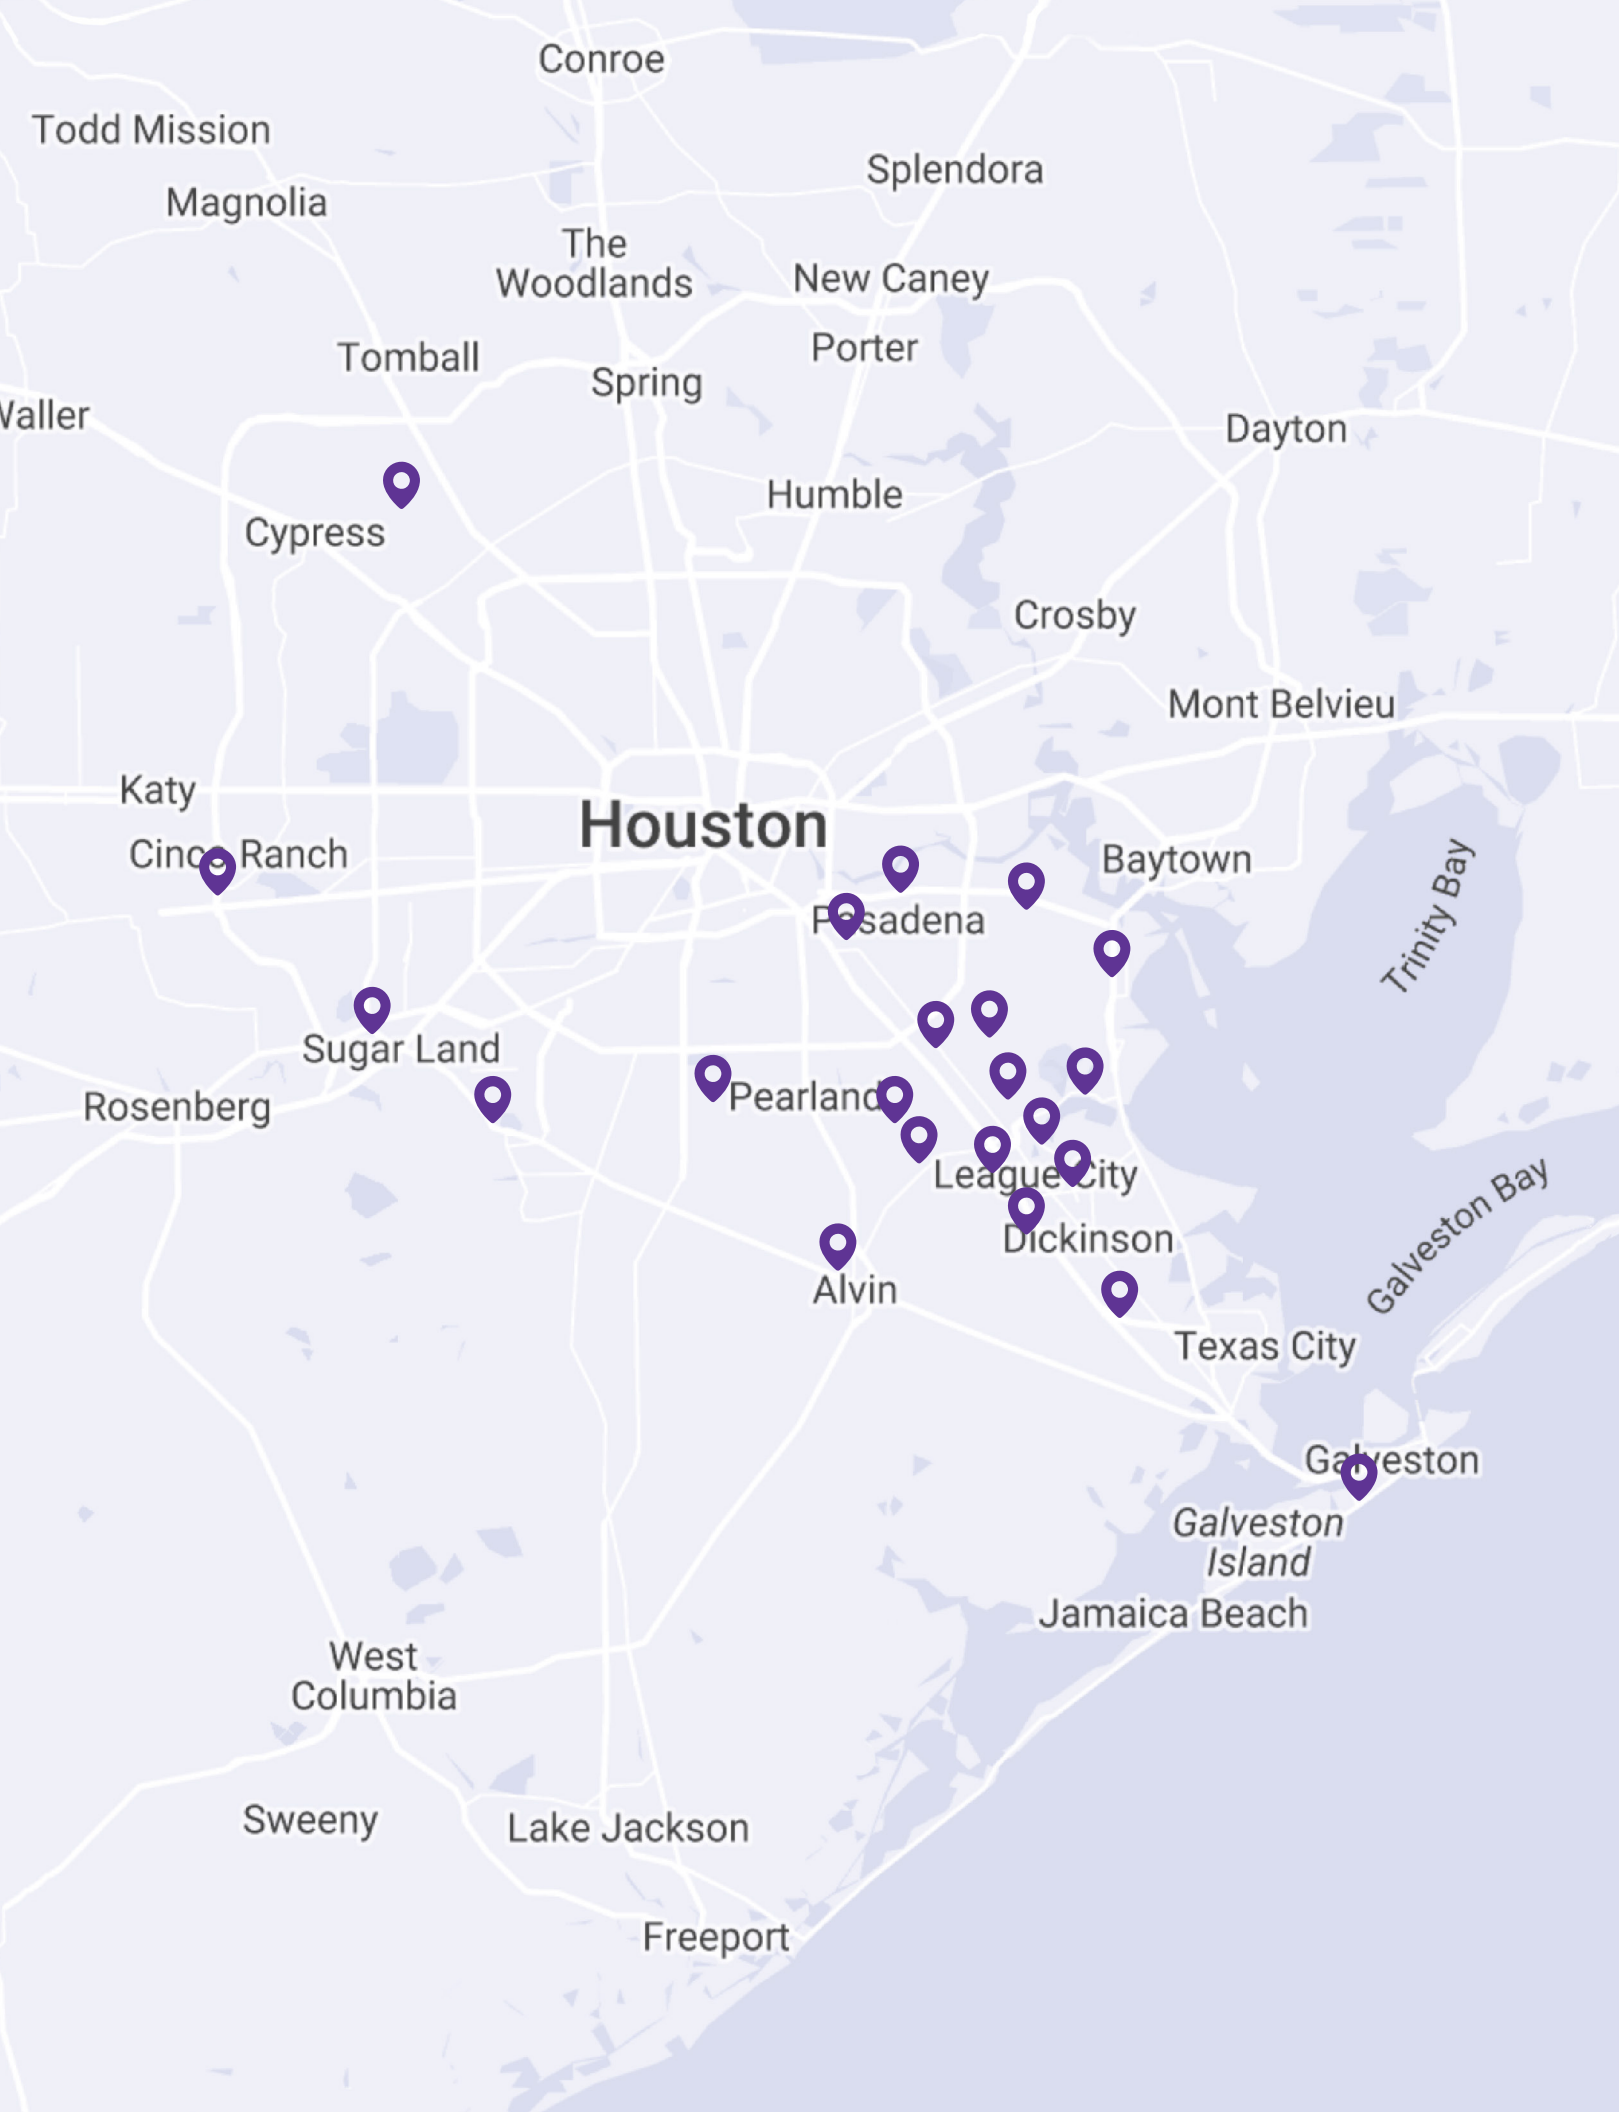 Conroe
Todd Mission
Splendora
Magnolia
The
Woodlands
New Caney
Porter
Tomball
Spring
Waller
Dayton
Humble
Cypress
Crosby
Mont Belvieu
Katy
Houston
Cinco Ranch
Baytown
Pasadena
Trinity Bay
Sugar Land
Pearland
Rosenberg
League City
Galveston Bay
Dickinson
Alvin
Texas City
Galveston
Galveston
Island
Jamaica Beach
West
Columbia
Sweeny
Lake Jackson
Freeport